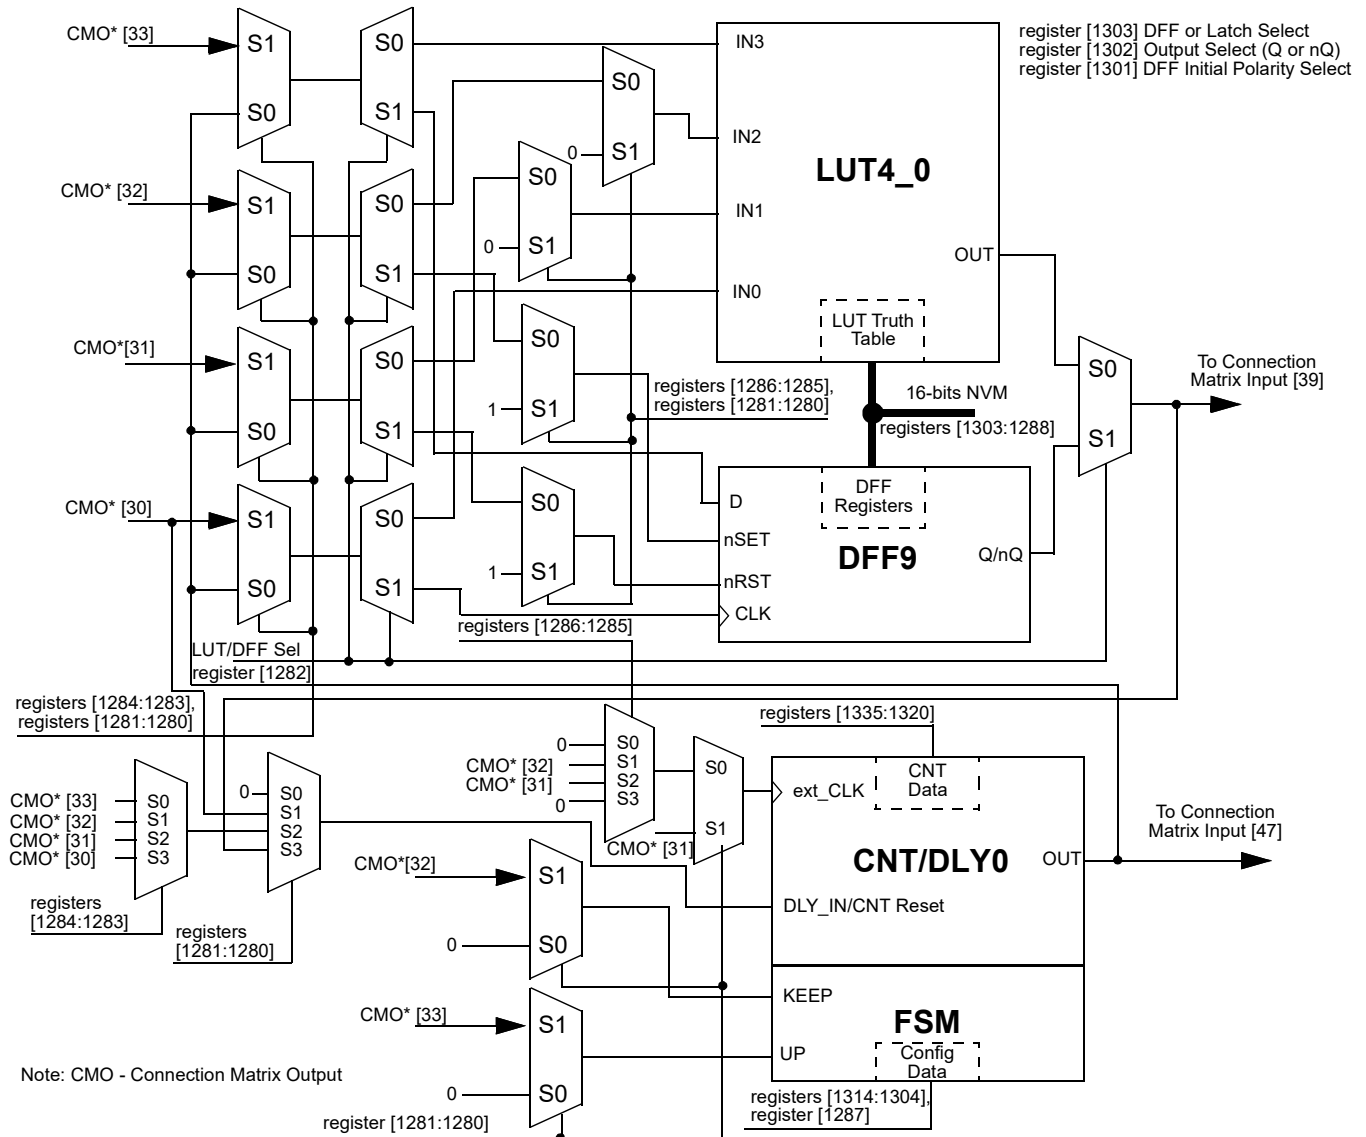 CMO* [33]
S1
S0
S0
S1
S0
S1
0
IN3
IN2
IN1
IN0
LUT4_0
OUT
LUT Truth
Table
register [1303] DFF or Latch Select
register [1302] Output Select (Q or nQ)
register [1301] DFF Initial Polarity Select
CMO* [32]
S1
S0
S0
S1
S0
S1
0
CMO*[31]
S1
S0
S0
S1
S0
S1
1
registers [1286:1285],
registers [1281:1280]
16-bits NVM
registers [1303:1288]
S0
S1
To Connection
Matrix Input [39]
CMO* [30]
S1
S0
S0
S1
S0
S1
1
D
nSET
nRST
CLK
DFF
Registers
DFF9
Q/nQ
LUT/DFF Sel
register [1282]
registers [1286:1285]
registers [1284:1283],
registers [1281:1280]
CMO* [33]
CMO* [32]
CMO* [31]
CMO* [30]
S0
S1
S2
S3
registers
[1284:1283]
0
S0
S1
S2
S3
registers
[1281:1280]
0
CMO* [32]
CMO* [31]
0
S0
S1
S2
S3
S0
S1
CMO* [31]
registers [1335:1320]
ext_CLK
CNT
Data
CNT/DLY0
OUT
DLY_IN/CNT Reset
To Connection
Matrix Input [47]
CMO*[32]
0
S1
S0
KEEP
FSM
UP
Config
Data
CMO* [33]
0
S1
S0
register [1281:1280]
registers [1314:1304],
register [1287]
Note: CMO - Connection Matrix Output